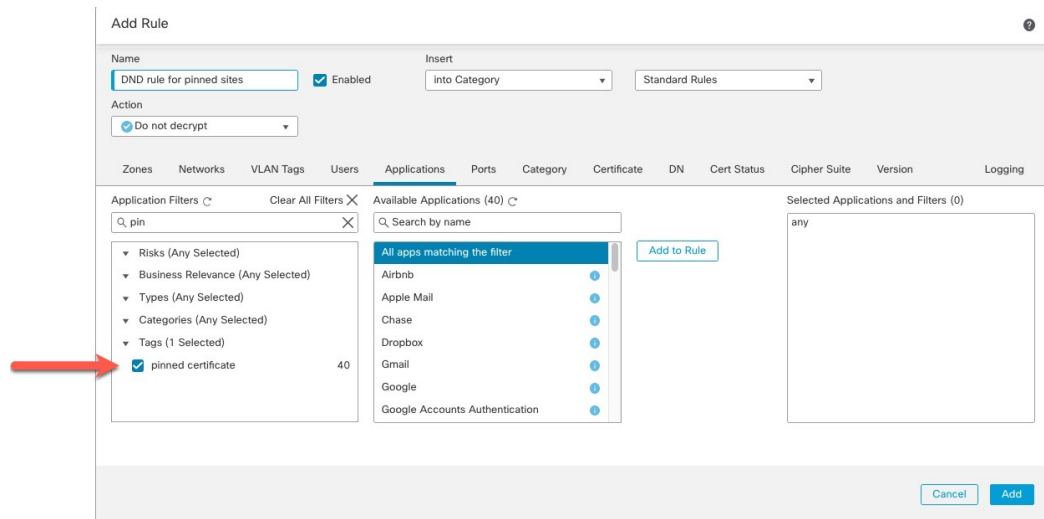 Add Rule
Name
Insert
DND rule for pinned sites
Enabled
into Category
Standard Rules
Action
Do not decrypt
Zones Networks VLAN Tags Users Applications Ports Category Certificate DN Cert Status Cipher Suite Version Logging
Application Filters
Clear All Filters
Available Applications (40)
Selected Applications and Filters (0)
pin
Search by name
any
Risks (Any Selected)
Business Relevance (Any Selected)
Types (Any Selected)
Categories (Any Selected)
Tags (1 Selected)
pinned certificate 40
All apps matching the filter
Airbnb
Apple Mail
Chase
Dropbox
Gmail
Google
Google Accounts Authentication
Add to Rule
Cancel
Add